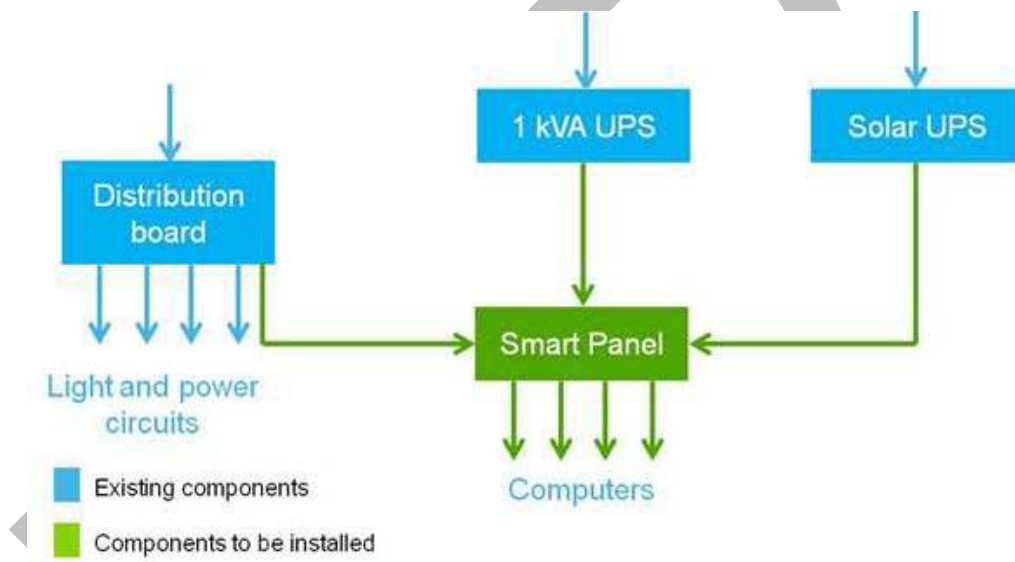 1 kVA UPS
Solar UPS
Distribution
board
Smart Panel
Light and power
circuits
Computers
Existing components
Components to be installed